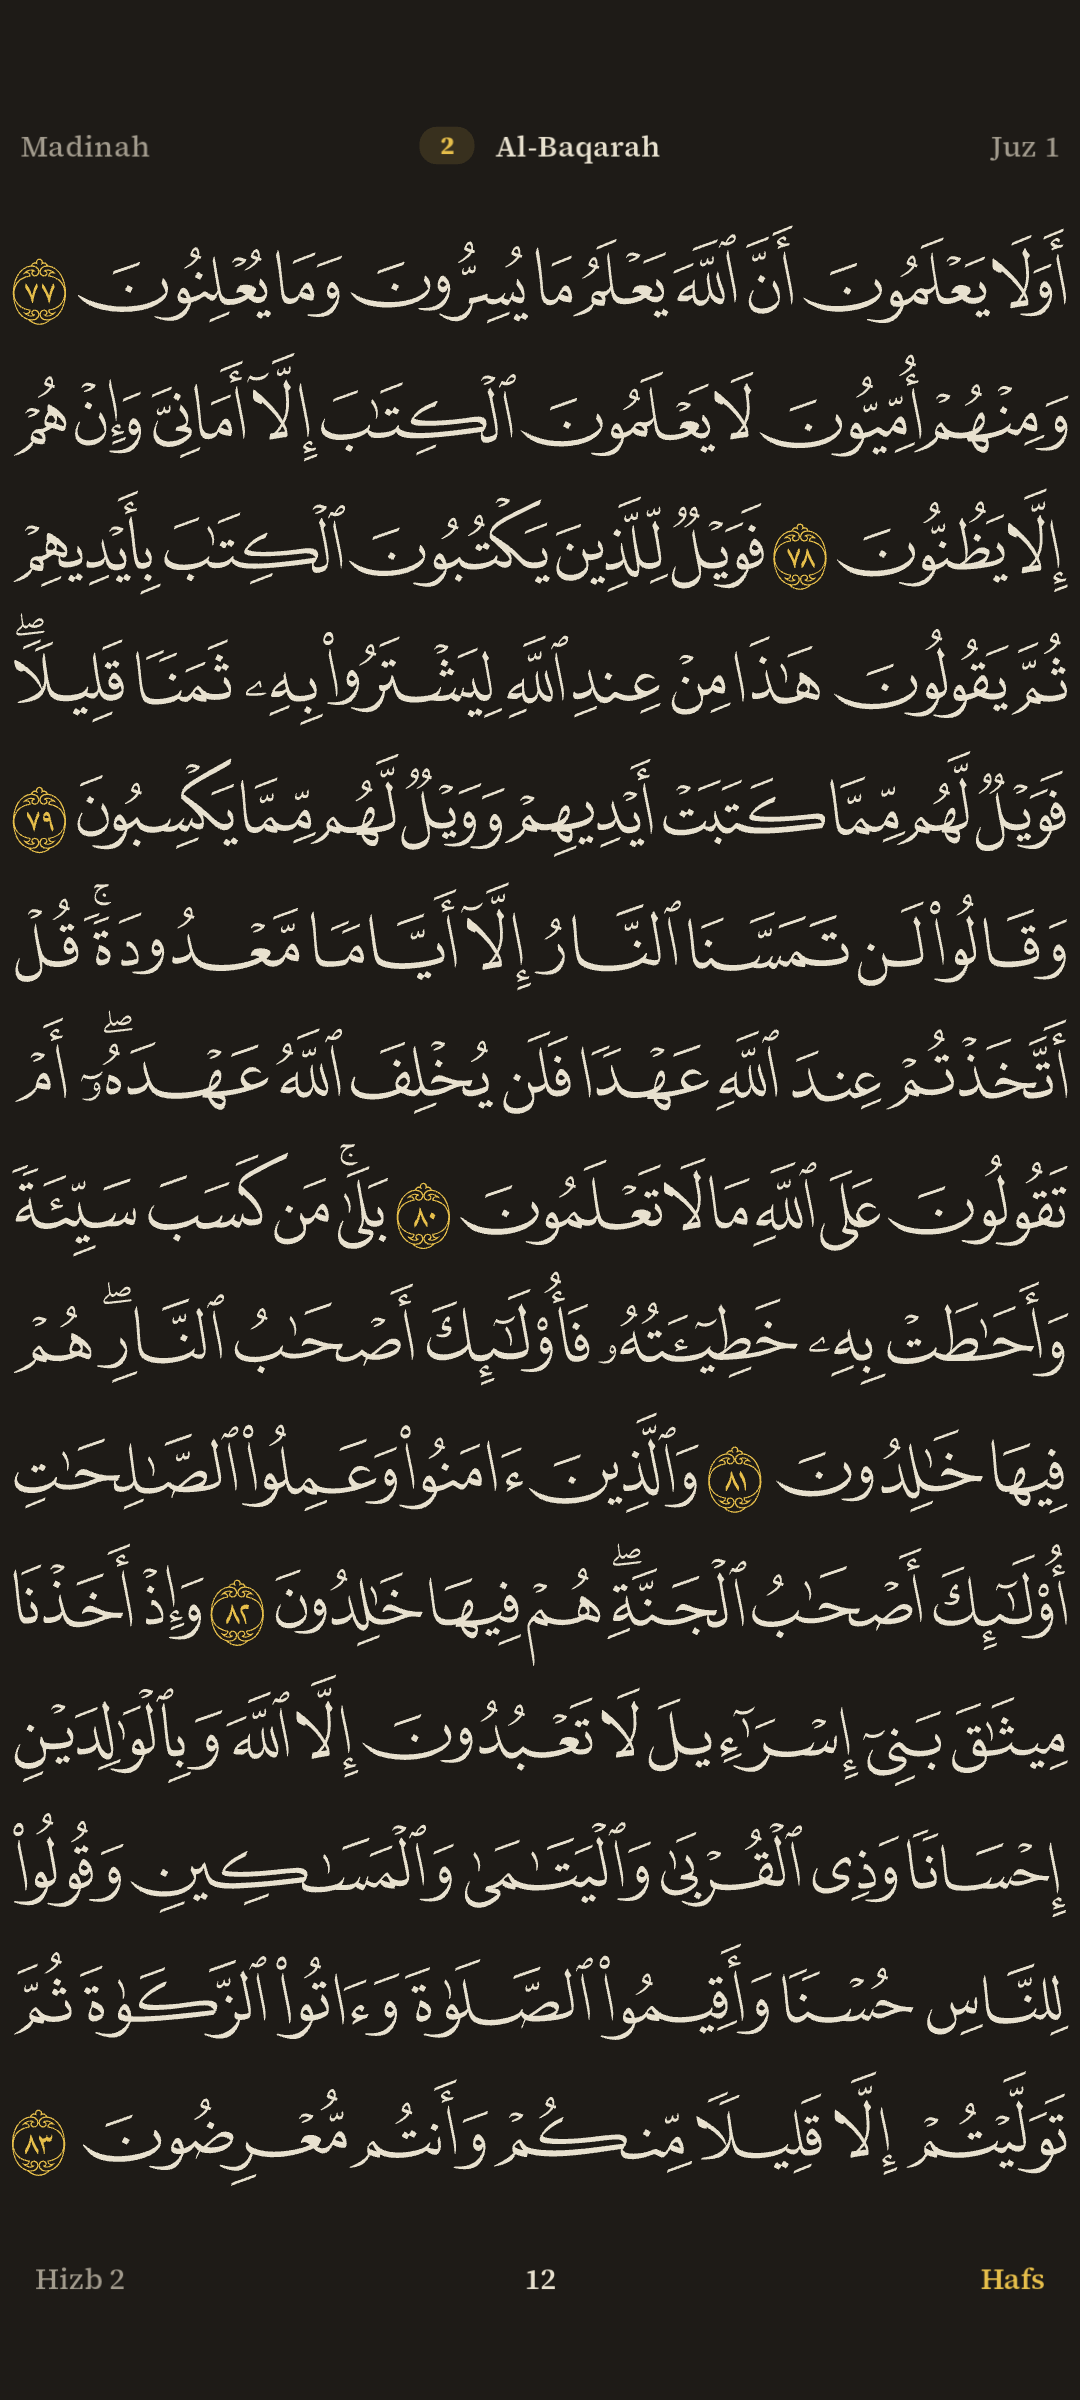 Madinah 2 Al-Baqarah Juz 1
أَوَلَا يَعْلَمُونَ أَنَّ ٱللَّهَ يَعْلَمُ مَا يُسِرُّونَ وَمَا يُعْلِنُونَ ٧٧
وَمِنْهُمْ أُمِّيُّونَ لَا يَعْلَمُونَ ٱلْكِتَٰبَ إِلَّآ أَمَانِىَّ وَإِنْ هُمْ
إِلَّا يَظُنُّونَ ٧٨ فَوَيْلٌ لِّلَّذِينَ يَكْتُبُونَ ٱلْكِتَٰبَ بِأَيْدِيهِمْ
ثُمَّ يَقُولُونَ هَٰذَا مِنْ عِندِ ٱللَّهِ لِيَشْتَرُوا۟ بِهِۦ ثَمَنًا قَلِيلًا ۖ
فَوَيْلٌ لَّهُم مِّمَّا كَتَبَتْ أَيْدِيهِمْ وَوَيْلٌ لَّهُم مِّمَّا يَكْسِبُونَ ٧٩
وَقَالُوا۟ لَن تَمَسَّنَا ٱلنَّارُ إِلَّآ أَيَّامًا مَّعْدُودَةً ۚ قُلْ
أَتَّخَذْتُمْ عِندَ ٱللَّهِ عَهْدًا فَلَن يُخْلِفَ ٱللَّهُ عَهْدَهُۥٓ ۖ أَمْ
تَقُولُونَ عَلَى ٱللَّهِ مَا لَا تَعْلَمُونَ ٨٠ بَلَىٰ ۚ مَن كَسَبَ سَيِّئَةً
وَأَحَٰطَتْ بِهِۦ خَطِيٓـَٔتُهُۥ فَأُو۟لَٰٓئِكَ أَصْحَٰبُ ٱلنَّارِ ۖ هُمْ
فِيهَا خَٰلِدُونَ ٨١ وَٱلَّذِينَ ءَامَنُوا۟ وَعَمِلُوا۟ ٱلصَّٰلِحَٰتِ
أُو۟لَٰٓئِكَ أَصْحَٰبُ ٱلْجَنَّةِ ۖ هُمْ فِيهَا خَٰلِدُونَ ٨٢ وَإِذْ أَخَذْنَا
مِيثَٰقَ بَنِىٓ إِسْرَٰٓءِيلَ لَا تَعْبُدُونَ إِلَّا ٱللَّهَ وَبِٱلْوَٰلِدَيْنِ
إِحْسَانًا وَذِى ٱلْقُرْبَىٰ وَٱلْيَتَٰمَىٰ وَٱلْمَسَٰكِينِ وَقُولُوا۟
لِلنَّاسِ حُسْنًا وَأَقِيمُوا۟ ٱلصَّلَوٰةَ وَءَاتُوا۟ ٱلزَّكَوٰةَ ثُمَّ
تَوَلَّيْتُمْ إِلَّا قَلِيلًا مِّنكُمْ وَأَنتُم مُّعْرِضُونَ ٨٣
Hizb 2 12 Hafs